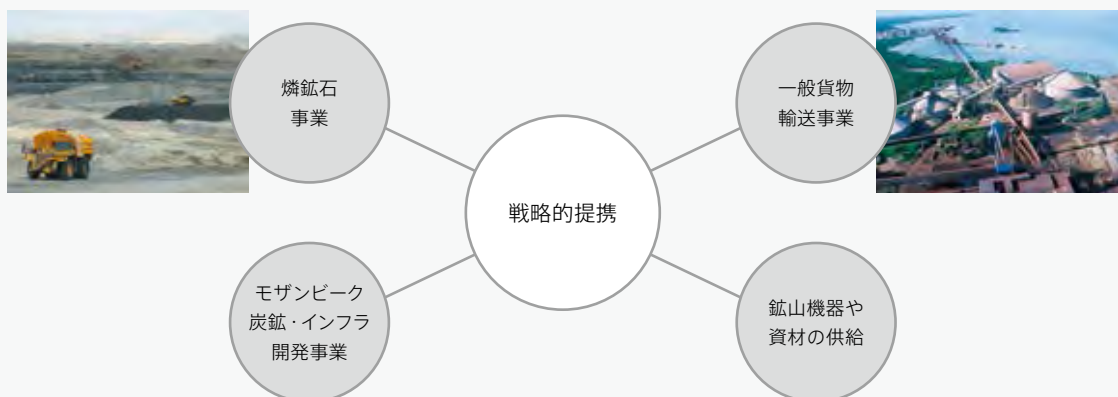 燐鉱石
事業
一般貨物
輸送事業
戦略的提携
モザンビーク
炭鉱・インフラ
開発事業
鉱山機器や
資材の供給